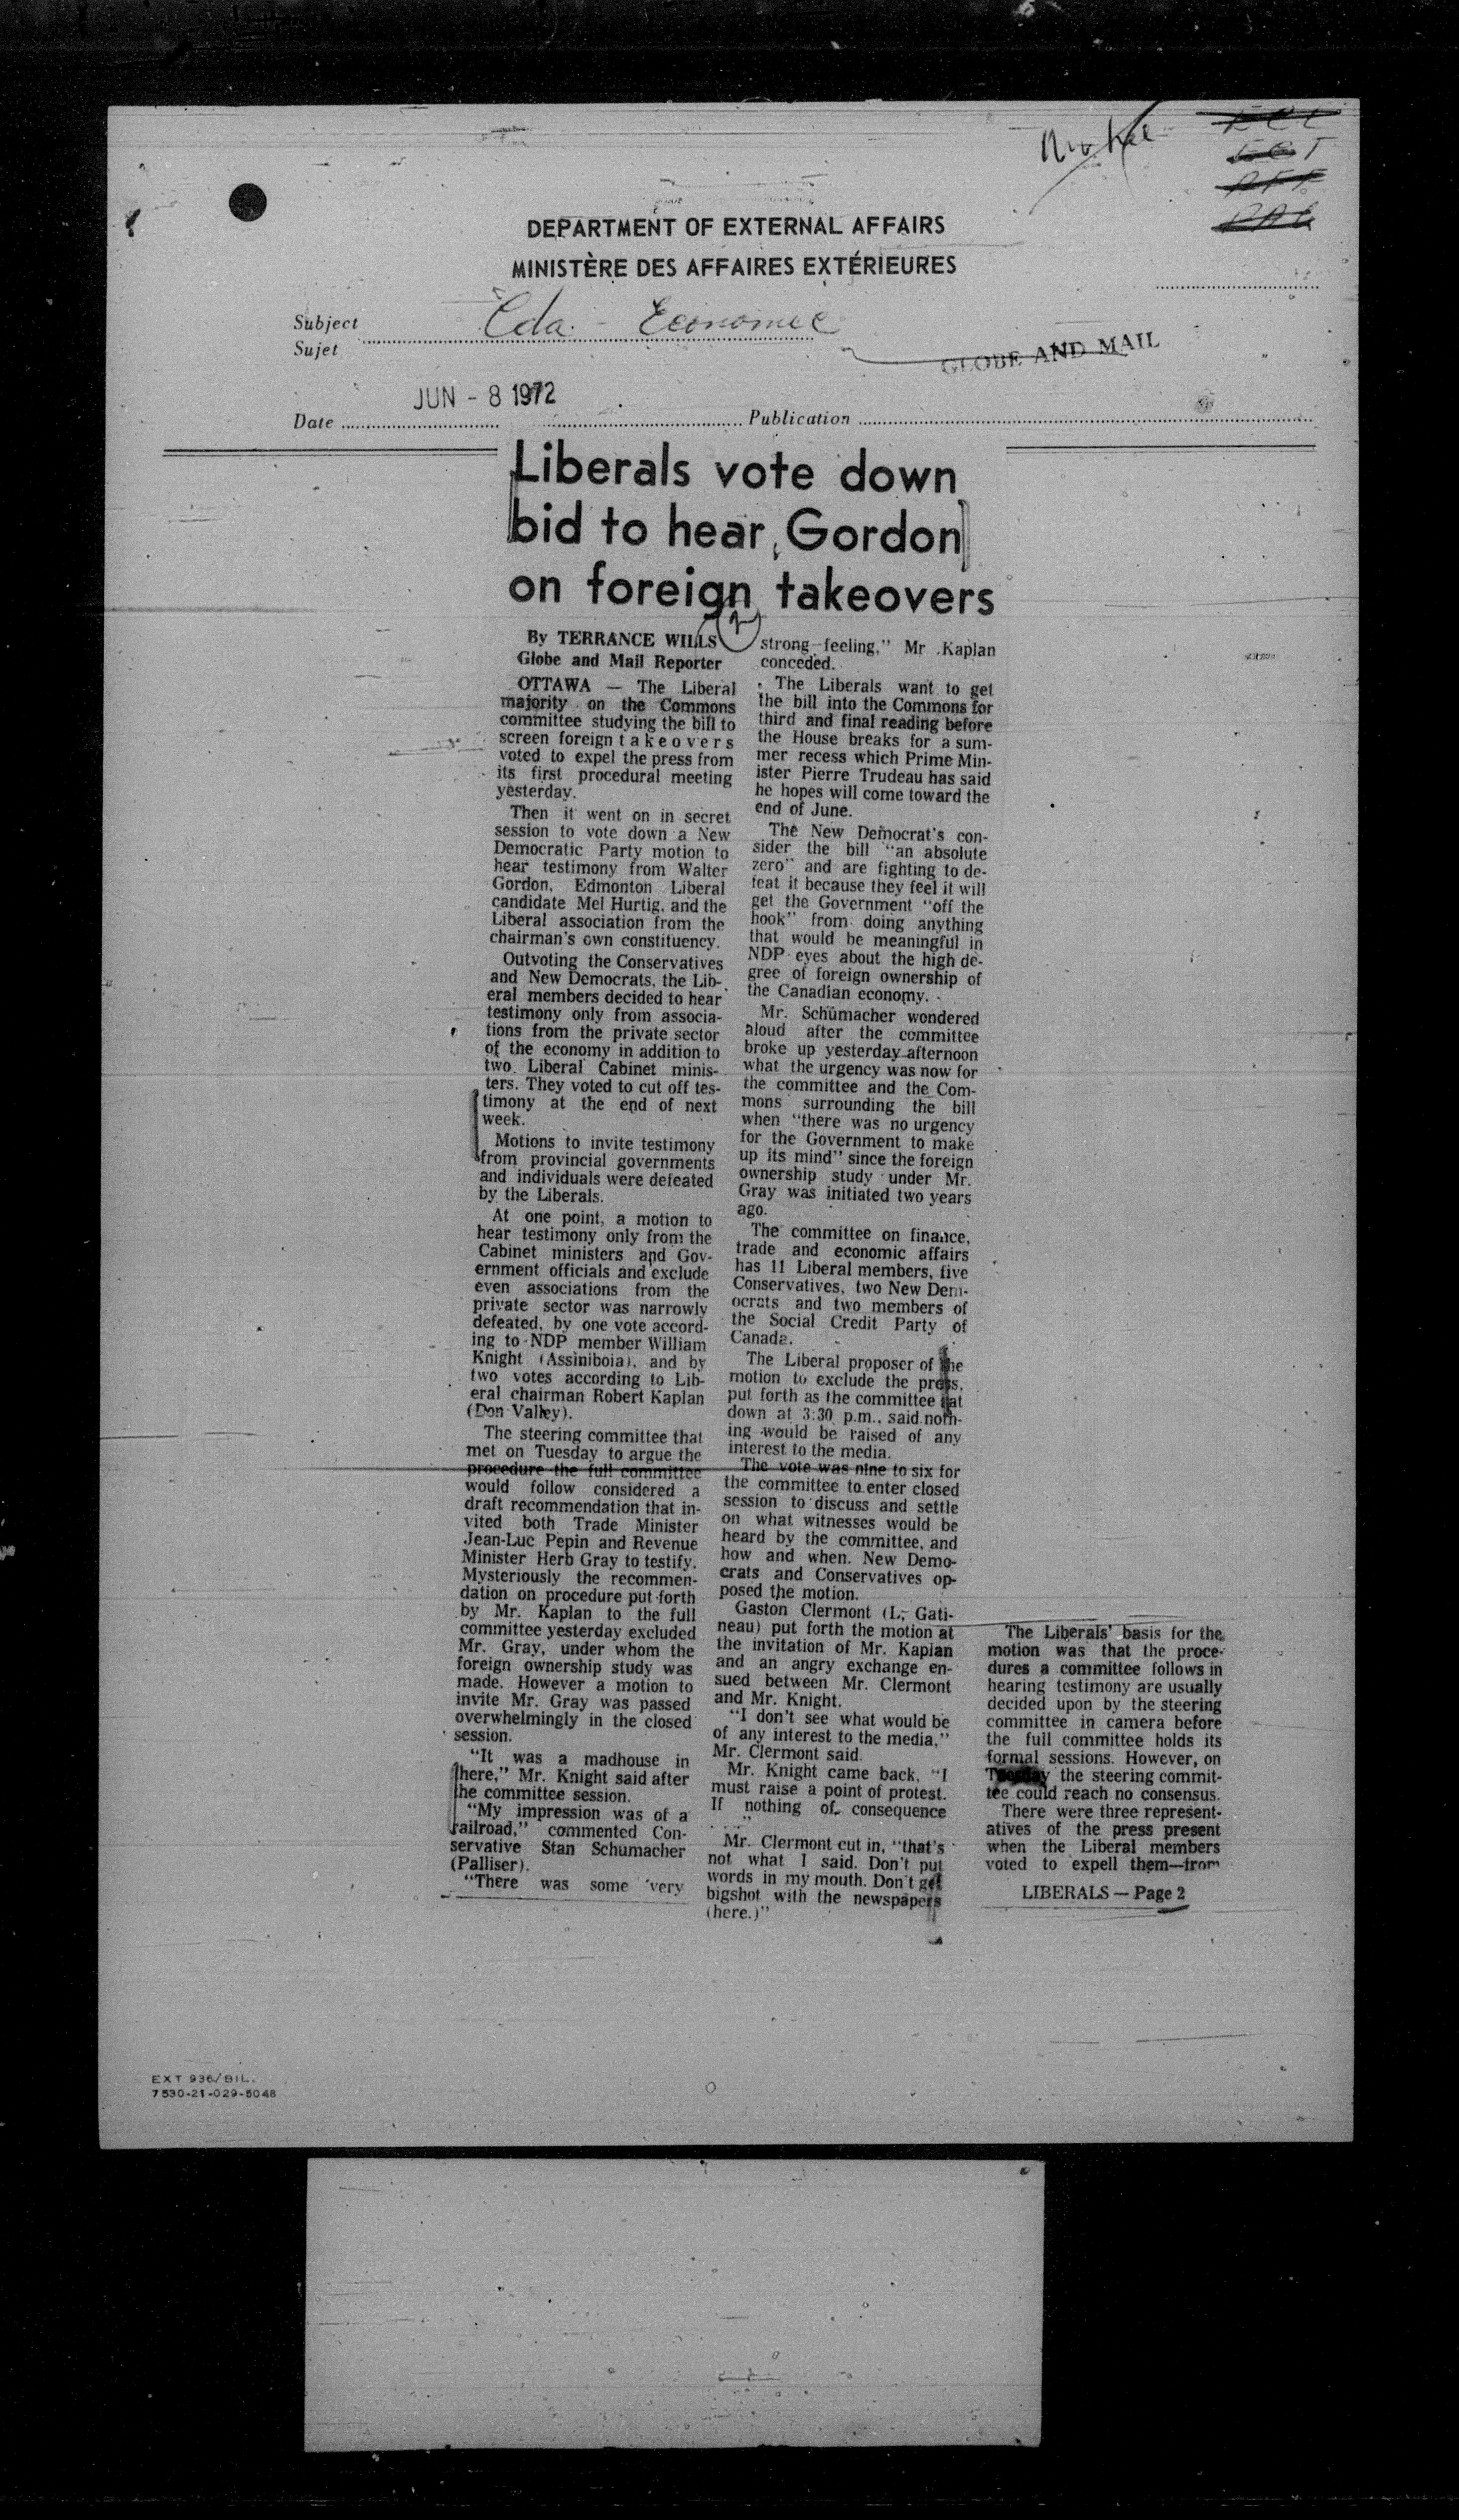 DEPARTMENT OF EXTERNAL AFFAIRS
MINISTÈRE DES AFFAIRES EXTÉRIEURES
Subject
Sujet
Cda. - Economic
GLOBE AND MAIL
JUN - 8 1972
Date
Publication
Liberals vote down
bid to hear Gordon
on foreign takeovers
By TERRANCE WILLS
Globe and Mail Reporter
OTTAWA — The Liberal
majority on the Commons
committee studying the bill to
screen foreign takeovers
voted to expel the press from
its first procedural meeting
yesterday.
Then it went on in secret
session to vote down a New
Democratic Party motion to
hear testimony from Walter
Gordon, Edmonton Liberal
candidate Mel Hurtig, and the
Liberal association from the
chairman's own constituency.
Outvoting the Conservatives
and New Democrats, the Lib-
eral members decided to hear
testimony only from associa-
tions from the private sector
of the economy in addition to
two Liberal Cabinet minis-
ters. They voted to cut off tes-
timony at the end of next
week.
Motions to invite testimony
from provincial governments
and individuals were defeated
by the Liberals.
At one point, a motion to
hear testimony only from the
Cabinet ministers and Gov-
ernment officials and exclude
even associations from the
private sector was narrowly
defeated, by one vote accord-
ing to NDP member William
Knight (Assiniboia), and by
two votes according to Lib-
eral chairman Robert Kaplan
(Don Valley).
The steering committee that
met on Tuesday to argue the
procedure the full committee
would follow considered a
draft recommendation that in-
vited both Trade Minister
Jean-Luc Pepin and Revenue
Minister Herb Gray to testify.
Mysteriously the recommen-
dation on procedure put forth
by Mr. Kaplan to the full
committee yesterday excluded
Mr. Gray, under whom the
foreign ownership study was
made. However a motion to
invite Mr. Gray was passed
overwhelmingly in the closed
session.
"It was a madhouse in
there," Mr. Knight said after
the committee session.
"My impression was of a
railroad," commented Con-
servative Stan Schumacher
(Palliser).
"There was some very
strong feeling," Mr. Kaplan
conceded.
The Liberals want to get
the bill into the Commons for
third and final reading before
the House breaks for a sum-
mer recess which Prime Min-
ister Pierre Trudeau has said
he hopes will come toward the
end of June.
The New Democrat's con-
sider the bill "an absolute
zero" and are fighting to de-
feat it because they feel it will
get the Government "off the
hook" from doing anything
that would be meaningful in
NDP eyes about the high de-
gree of foreign ownership of
the Canadian economy.
Mr. Schumacher wondered
aloud after the committee
broke up yesterday afternoon
what the urgency was now for
the committee and the Com-
mons surrounding the bill
when "there was no urgency
for the Government to make
up its mind" since the foreign
ownership study under Mr.
Gray was initiated two years
ago.
The committee on finance,
trade and economic affairs
has 11 Liberal members, five
Conservatives, two New Dem-
ocrats and two members of
the Social Credit Party of
Canada.
The Liberal proposer of the
motion to exclude the press,
put forth as the committee sat
down at 3:30 p.m., said noth-
ing would be raised of any
interest to the media.
The vote was nine to six for
the committee to enter closed
session to discuss and settle
on what witnesses would be
heard by the committee, and
how and when. New Demo-
crats and Conservatives op-
posed the motion.
Gaston Clermont (L, Gati-
neau) put forth the motion at
the invitation of Mr. Kaplan
and an angry exchange en-
sued between Mr. Clermont
and Mr. Knight.
"I don't see what would be
of any interest to the media,"
Mr. Clermont said.
Mr. Knight came back, "I
must raise a point of protest.
If nothing of consequence
. . . "
Mr. Clermont cut in, "that's
not what I said. Don't put
words in my mouth. Don't get
bigshot with the newspapers
(here.)"
The Liberals' basis for the
motion was that the proce-
dures a committee follows in
hearing testimony are usually
decided upon by the steering
committee in camera before
the full committee holds its
formal sessions. However, on
Tuesday the steering commit-
tee could reach no consensus.
There were three represent-
atives of the press present
when the Liberal members
voted to expell them—from
LIBERALS — Page 2
EXT 936/BIL.
7530-21-029-5048